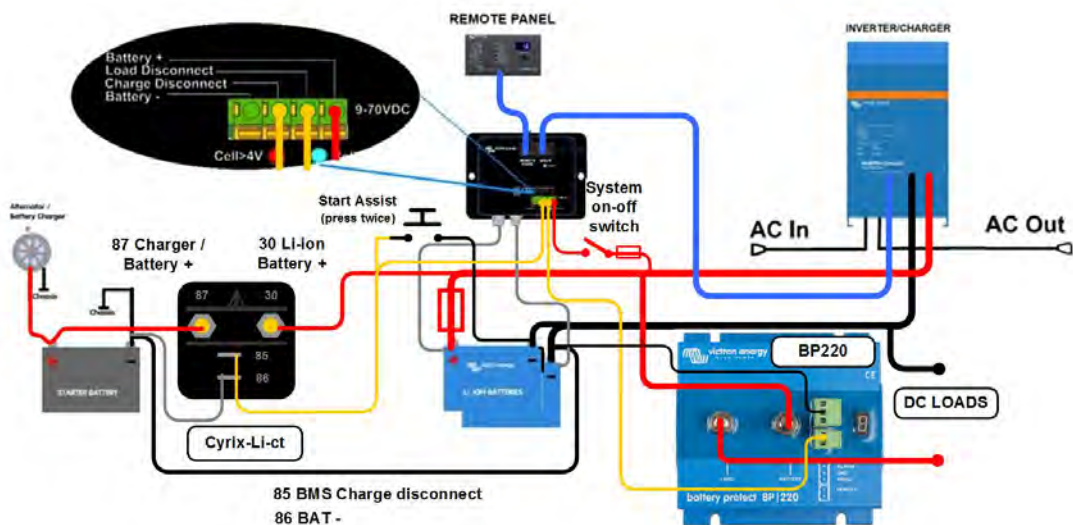 REMOTE PANEL
INVERTER/CHARGER
Battery +
Load Disconnect
Charge Disconnect
Battery -
9-70VDC
Cell>4V
Start Assist
(press twice)
System
on-off
switch
AC In
AC Out
Alternator /
Battery Charger
87 Charger /
Battery +
30 Li-ion
Battery +
Chassis
Chassis
87
30
85
86
STARTER BATTERY
LI-ION BATTERIES
Cyrix-Li-ct
victron energy
BP220
CE
DC LOADS
battery protect BP|220
85 BMS Charge disconnect
86 BAT -